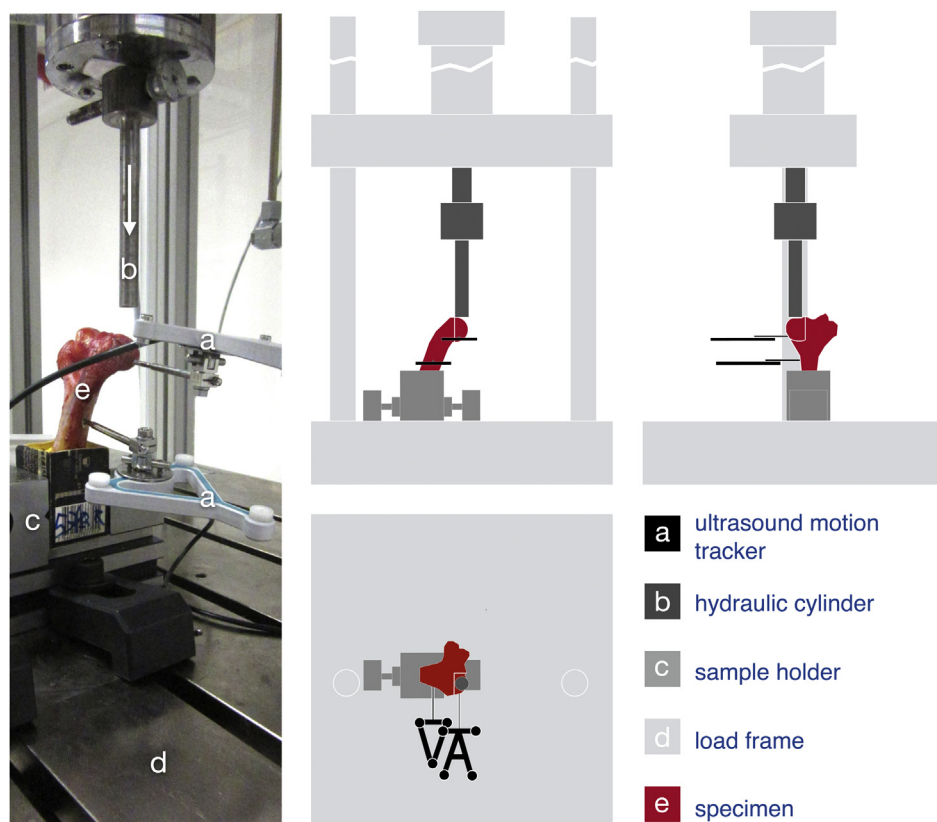 b
a
e
a
c
d
a ultrasound motion
tracker
b hydraulic cylinder
c sample holder
d load frame
e specimen